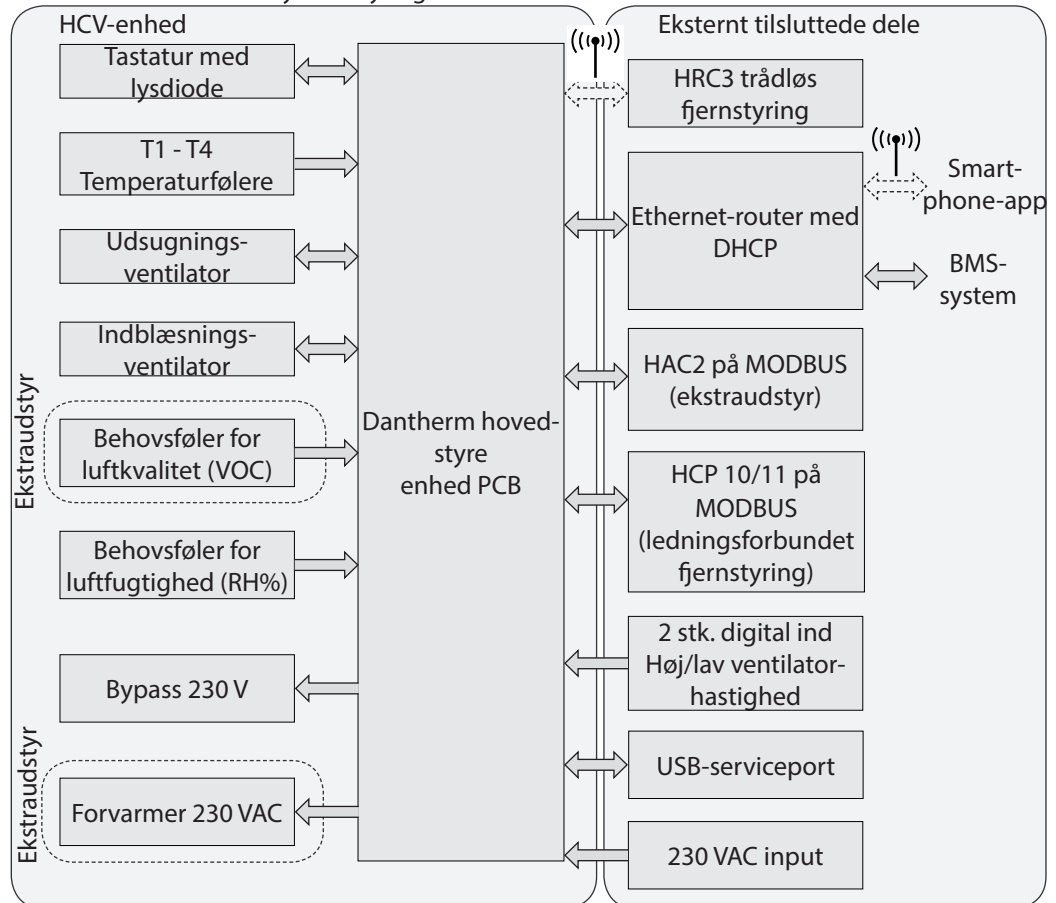 HCV-enhed
Tastatur med
lysdiode
T1 - T4
Temperaturfølere
Udsugnings-
ventilator
Indblæsnings-
ventilator
Ekstraudstyr
Behovsføler for
luftkvalitet (VOC)
Behovsføler for
luftfugtighed (RH%)
Bypass 230 V
Ekstraudstyr
Forvarmer 230 VAC
Dantherm hoved-
styre
enhed PCB
Eksternt tilsluttede dele
HRC3 trådløs
fjernstyring
Ethernet-router med
DHCP
Smart-
phone-app
BMS-
system
HAC2 på MODBUS
(ekstraudstyr)
HCP 10/11 på
MODBUS
(ledningsforbundet
fjernstyring)
2 stk. digital ind
Høj/lav ventilator-
hastighed
USB-serviceport
230 VAC input